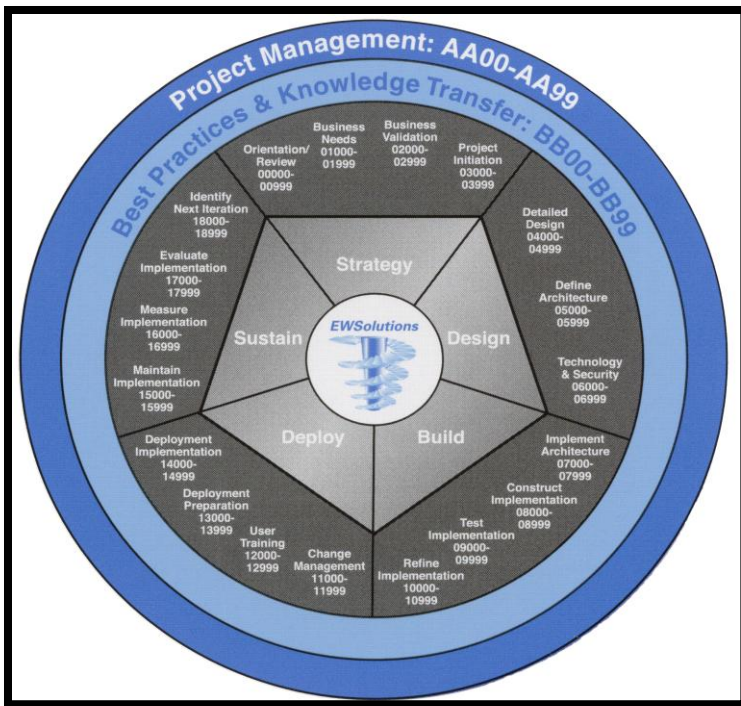 Project Management: AA00-AA99
Best Practices & Knowledge Transfer: BB00-BB99
Orientation/
Review
00000-
00999
Business
Needs
01000-
01999
Business
Validation
02000-
02999
Project
Initiation
03000-
03999
Detailed
Design
04000-
04999
Define
Architecture
05000-
05999
Technology
& Security
06000-
06999
Implement
Architecture
07000-
07999
Construct
Implementation
08000-
08999
Test
Implementation
09000-
09999
Refine
Implementation
10000-
10999
Change
Management
11000-
11999
User
Training
12000-
12999
Deployment
Preparation
13000-
13999
Deployment
Implementation
14000-
14999
Maintain
Implementation
15000-
15999
Measure
Implementation
16000-
16999
Evaluate
Implementation
17000-
17999
Identify
Next Iteration
18000-
18999
Strategy
Design
Build
Deploy
Sustain
EWSolutions